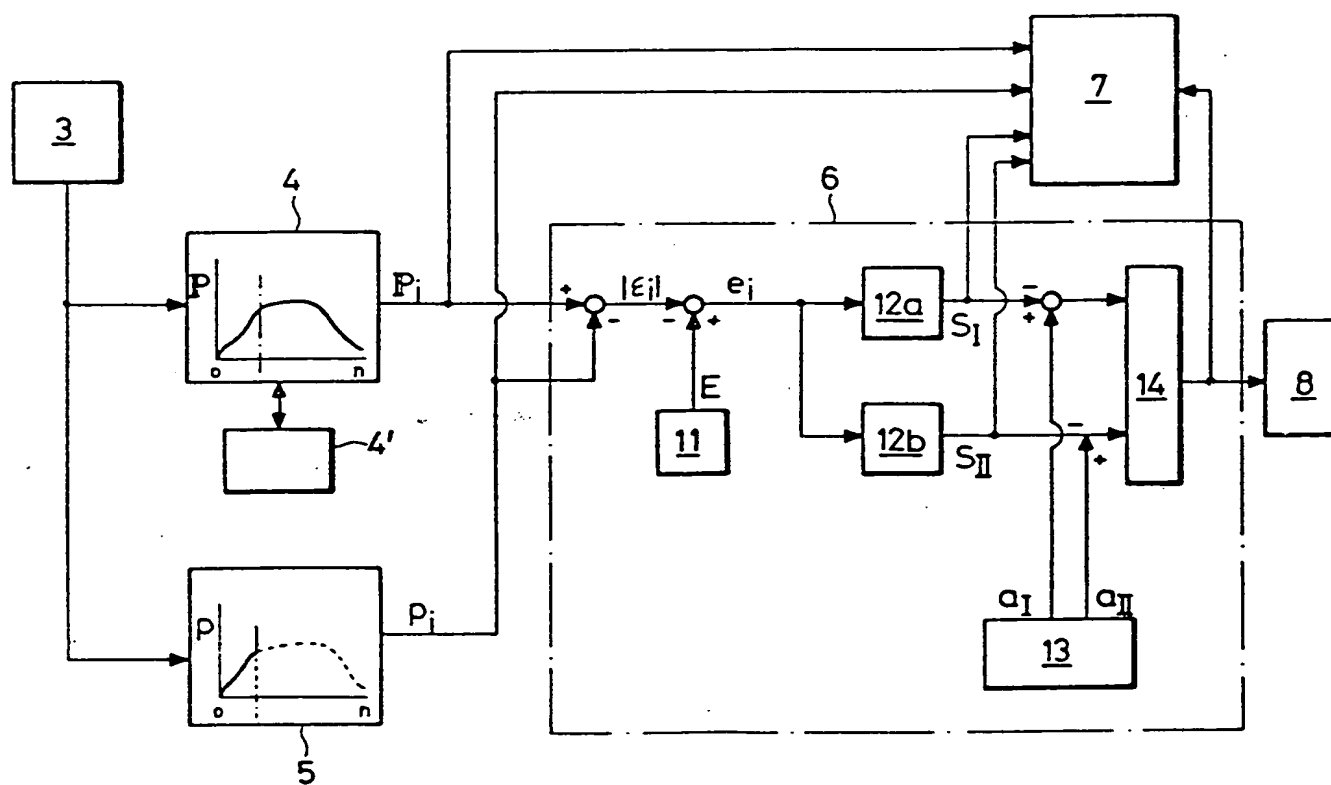 3
7
4
6
P
o
n
Pi
+
-
|εi|
-
+
ei
12a
SI
-
+
4'
E
11
12b
SII
-
+
14
8
p
o
n
pi
5
aI
aII
13